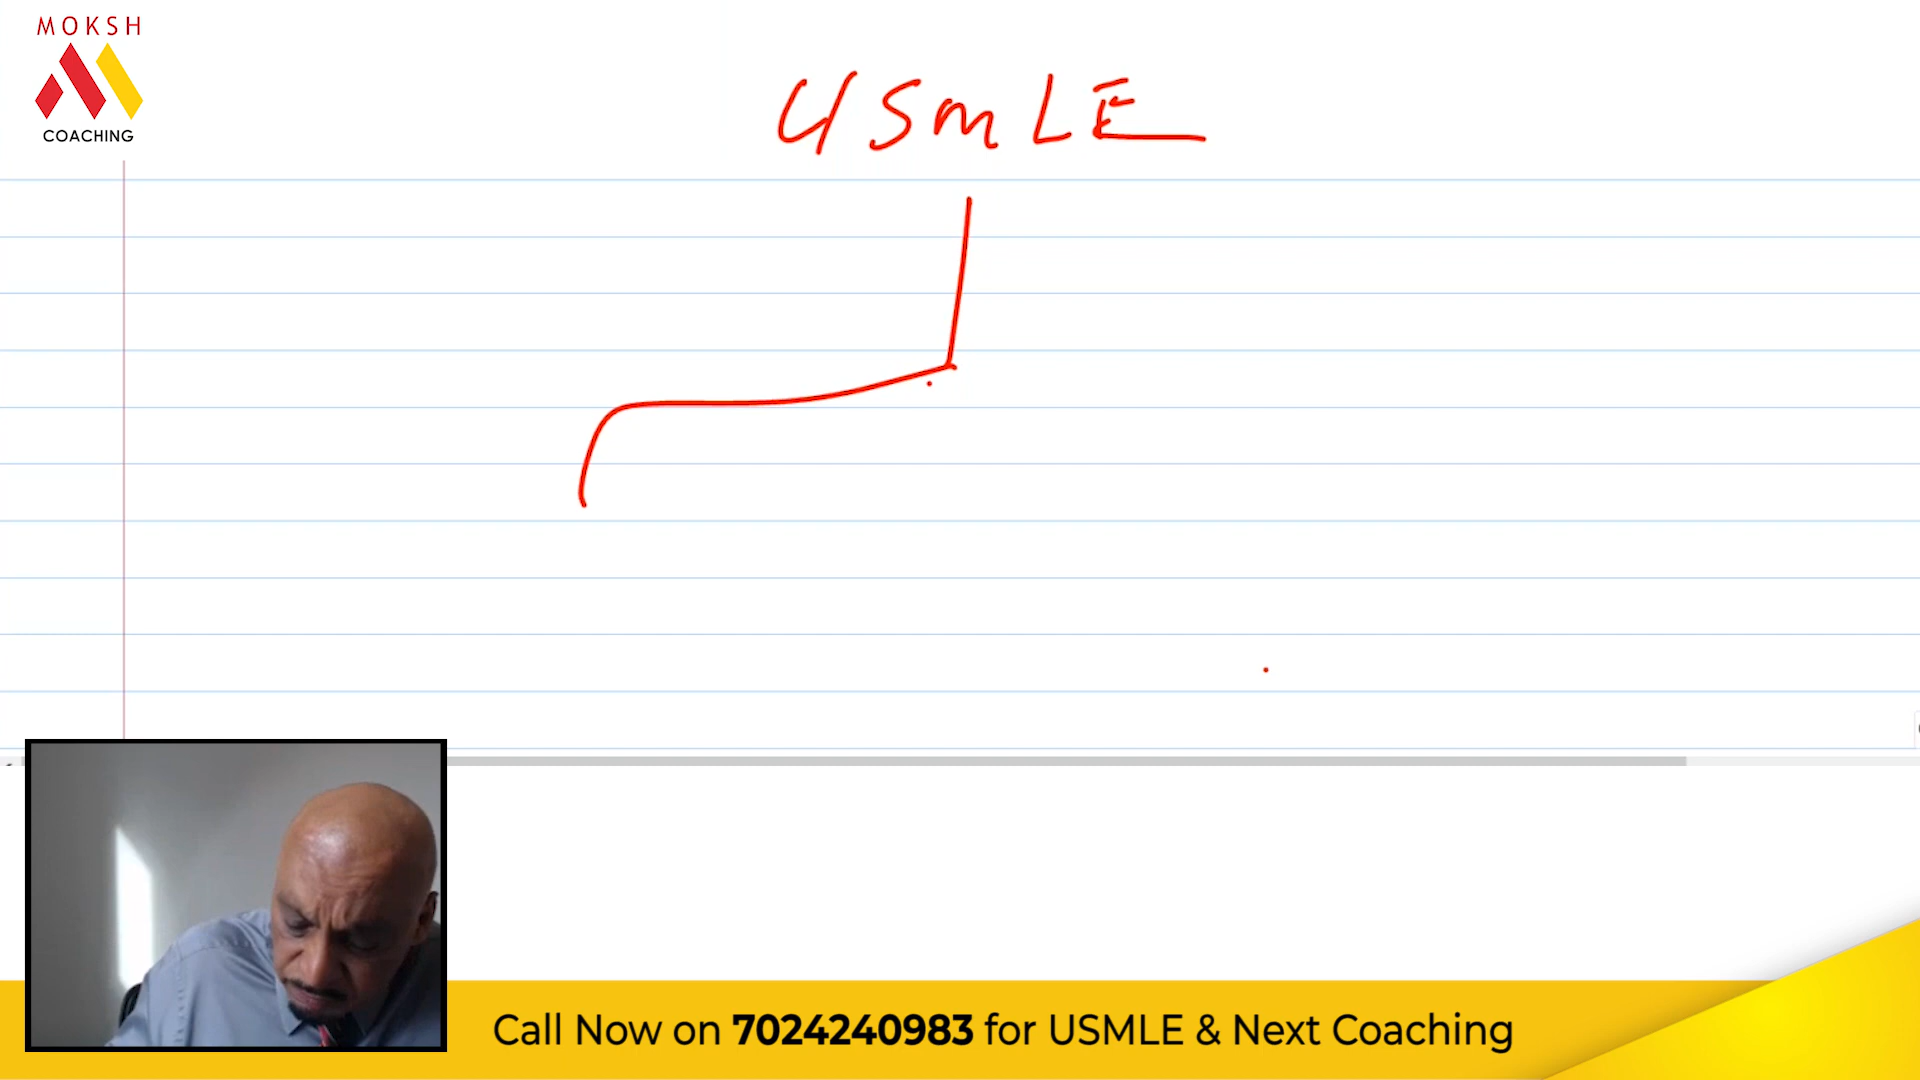 MOKSH
COACHING
USMLE
Call Now on 7024240983 for USMLE & Next Coaching